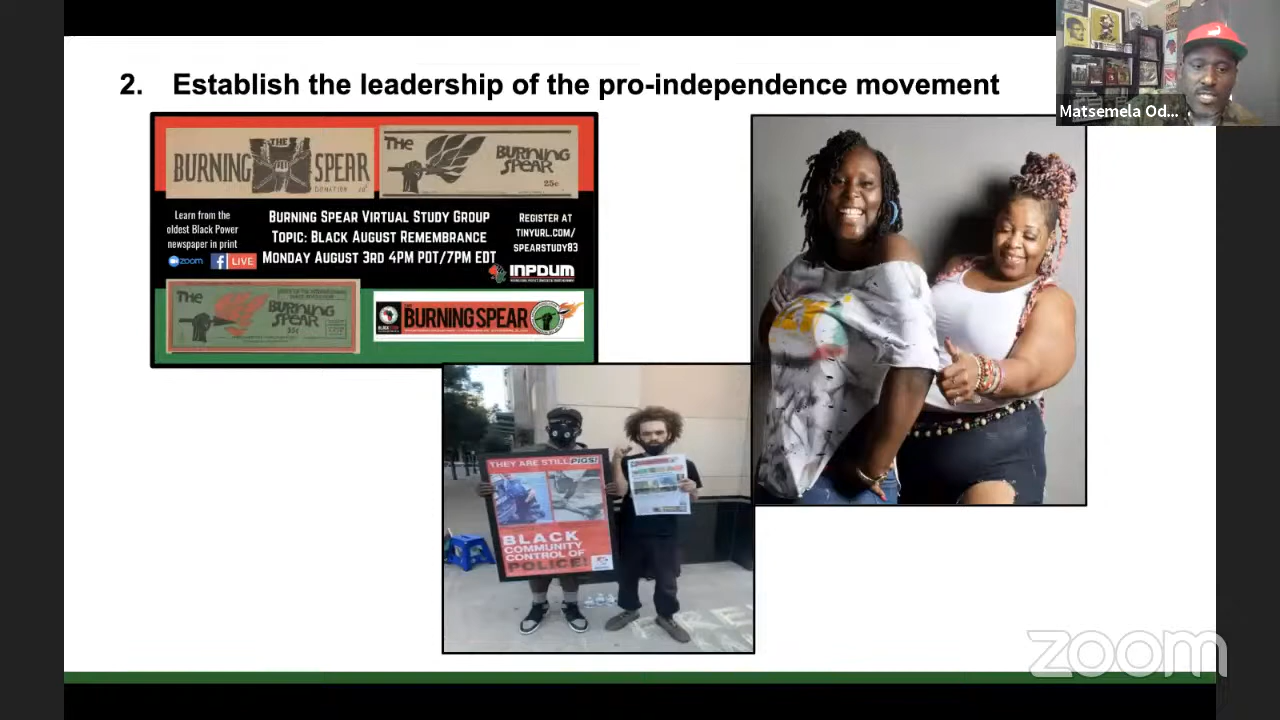 2. Establish the leadership of the pro-independence movement
Matsemela Od...
THE
BURNING SPEAR
DONATION
THE BURNING SPEAR
25¢
Learn from the
oldest Black Power
newspaper in print
zoom
f LIVE
BURNING SPEAR VIRTUAL STUDY GROUP
TOPIC: BLACK AUGUST REMEMBRANCE
MONDAY AUGUST 3RD 4PM PDT/7PM EDT
REGISTER AT
TINYURL.COM/
SPEARSTUDY83
INPDUM
THE BURNING SPEAR
BURNING SPEAR
THEY ARE STILL PIGS!
BLACK
COMMUNITY
CONTROL OF
POLICE!
zoom